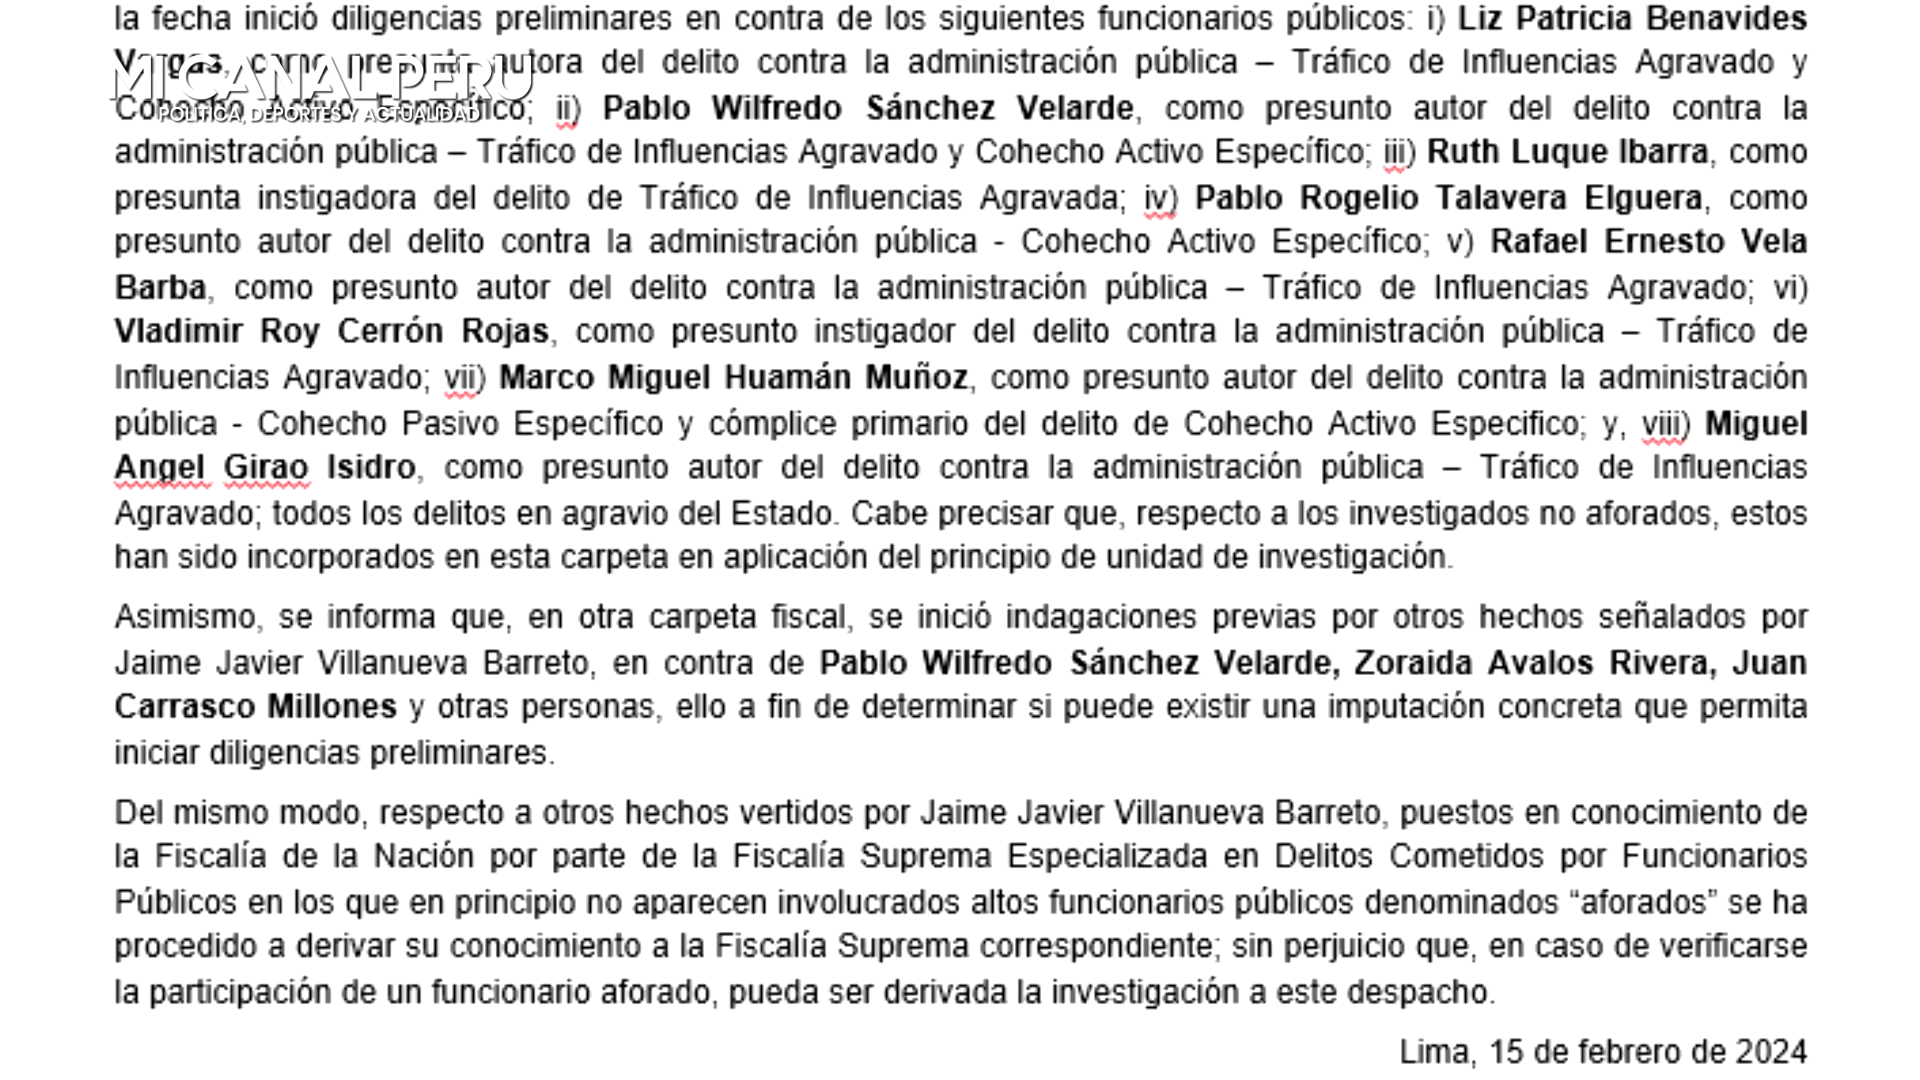 la fecha inició diligencias preliminares en contra de los siguientes funcionarios públicos: i) Liz Patricia Benavides
Vargas, como presunta autora del delito contra la administración pública – Tráfico de Influencias Agravado y
MICANALPERU
Cohecho Activo Específico; ii) Pablo Wilfredo Sánchez Velarde, como presunto autor del delito contra la
POLÍTICA, DEPORTES Y ACTUALIDAD
administración pública – Tráfico de Influencias Agravado y Cohecho Activo Específico; iii) Ruth Luque Ibarra, como
presunta instigadora del delito de Tráfico de Influencias Agravada; iv) Pablo Rogelio Talavera Elguera, como
presunto autor del delito contra la administración pública - Cohecho Activo Específico; v) Rafael Ernesto Vela
Barba, como presunto autor del delito contra la administración pública – Tráfico de Influencias Agravado; vi)
Vladimir Roy Cerrón Rojas, como presunto instigador del delito contra la administración pública – Tráfico de
Influencias Agravado; vii) Marco Miguel Huamán Muñoz, como presunto autor del delito contra la administración
pública - Cohecho Pasivo Específico y cómplice primario del delito de Cohecho Activo Especifico; y, viii) Miguel
Angel Girao Isidro, como presunto autor del delito contra la administración pública – Tráfico de Influencias
Agravado; todos los delitos en agravio del Estado. Cabe precisar que, respecto a los investigados no aforados, estos
han sido incorporados en esta carpeta en aplicación del principio de unidad de investigación.
Asimismo, se informa que, en otra carpeta fiscal, se inició indagaciones previas por otros hechos señalados por
Jaime Javier Villanueva Barreto, en contra de Pablo Wilfredo Sánchez Velarde, Zoraida Avalos Rivera, Juan
Carrasco Millones y otras personas, ello a fin de determinar si puede existir una imputación concreta que permita
iniciar diligencias preliminares.
Del mismo modo, respecto a otros hechos vertidos por Jaime Javier Villanueva Barreto, puestos en conocimiento de
la Fiscalía de la Nación por parte de la Fiscalía Suprema Especializada en Delitos Cometidos por Funcionarios
Públicos en los que en principio no aparecen involucrados altos funcionarios públicos denominados “aforados” se ha
procedido a derivar su conocimiento a la Fiscalía Suprema correspondiente; sin perjuicio que, en caso de verificarse
la participación de un funcionario aforado, pueda ser derivada la investigación a este despacho.
Lima, 15 de febrero de 2024